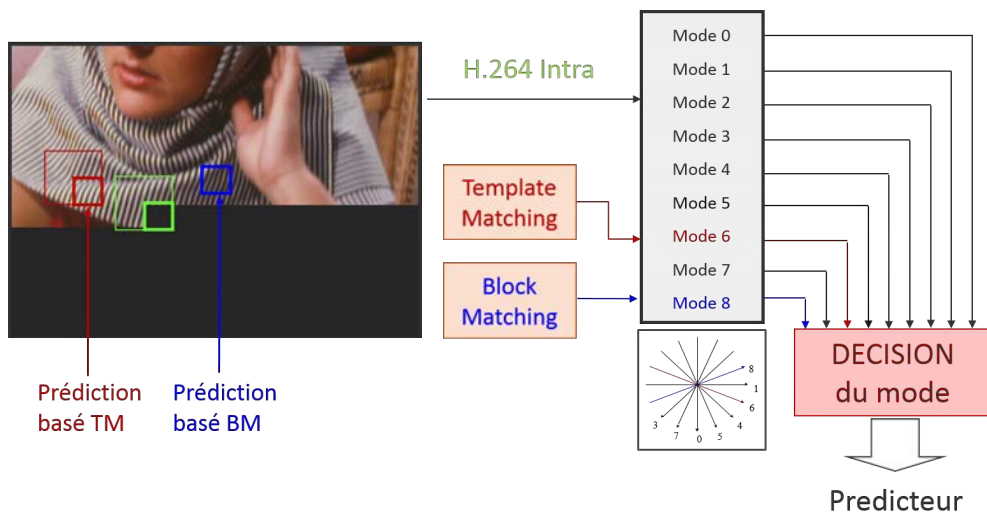 H.264 Intra
Template
Matching
Block
Matching
Mode 0
Mode 1
Mode 2
Mode 3
Mode 4
Mode 5
Mode 6
Mode 7
Mode 8
8
1
6
4
5
0
7
3
DECISION
du mode
Predicteur
Prédiction
basé TM
Prédiction
basé BM